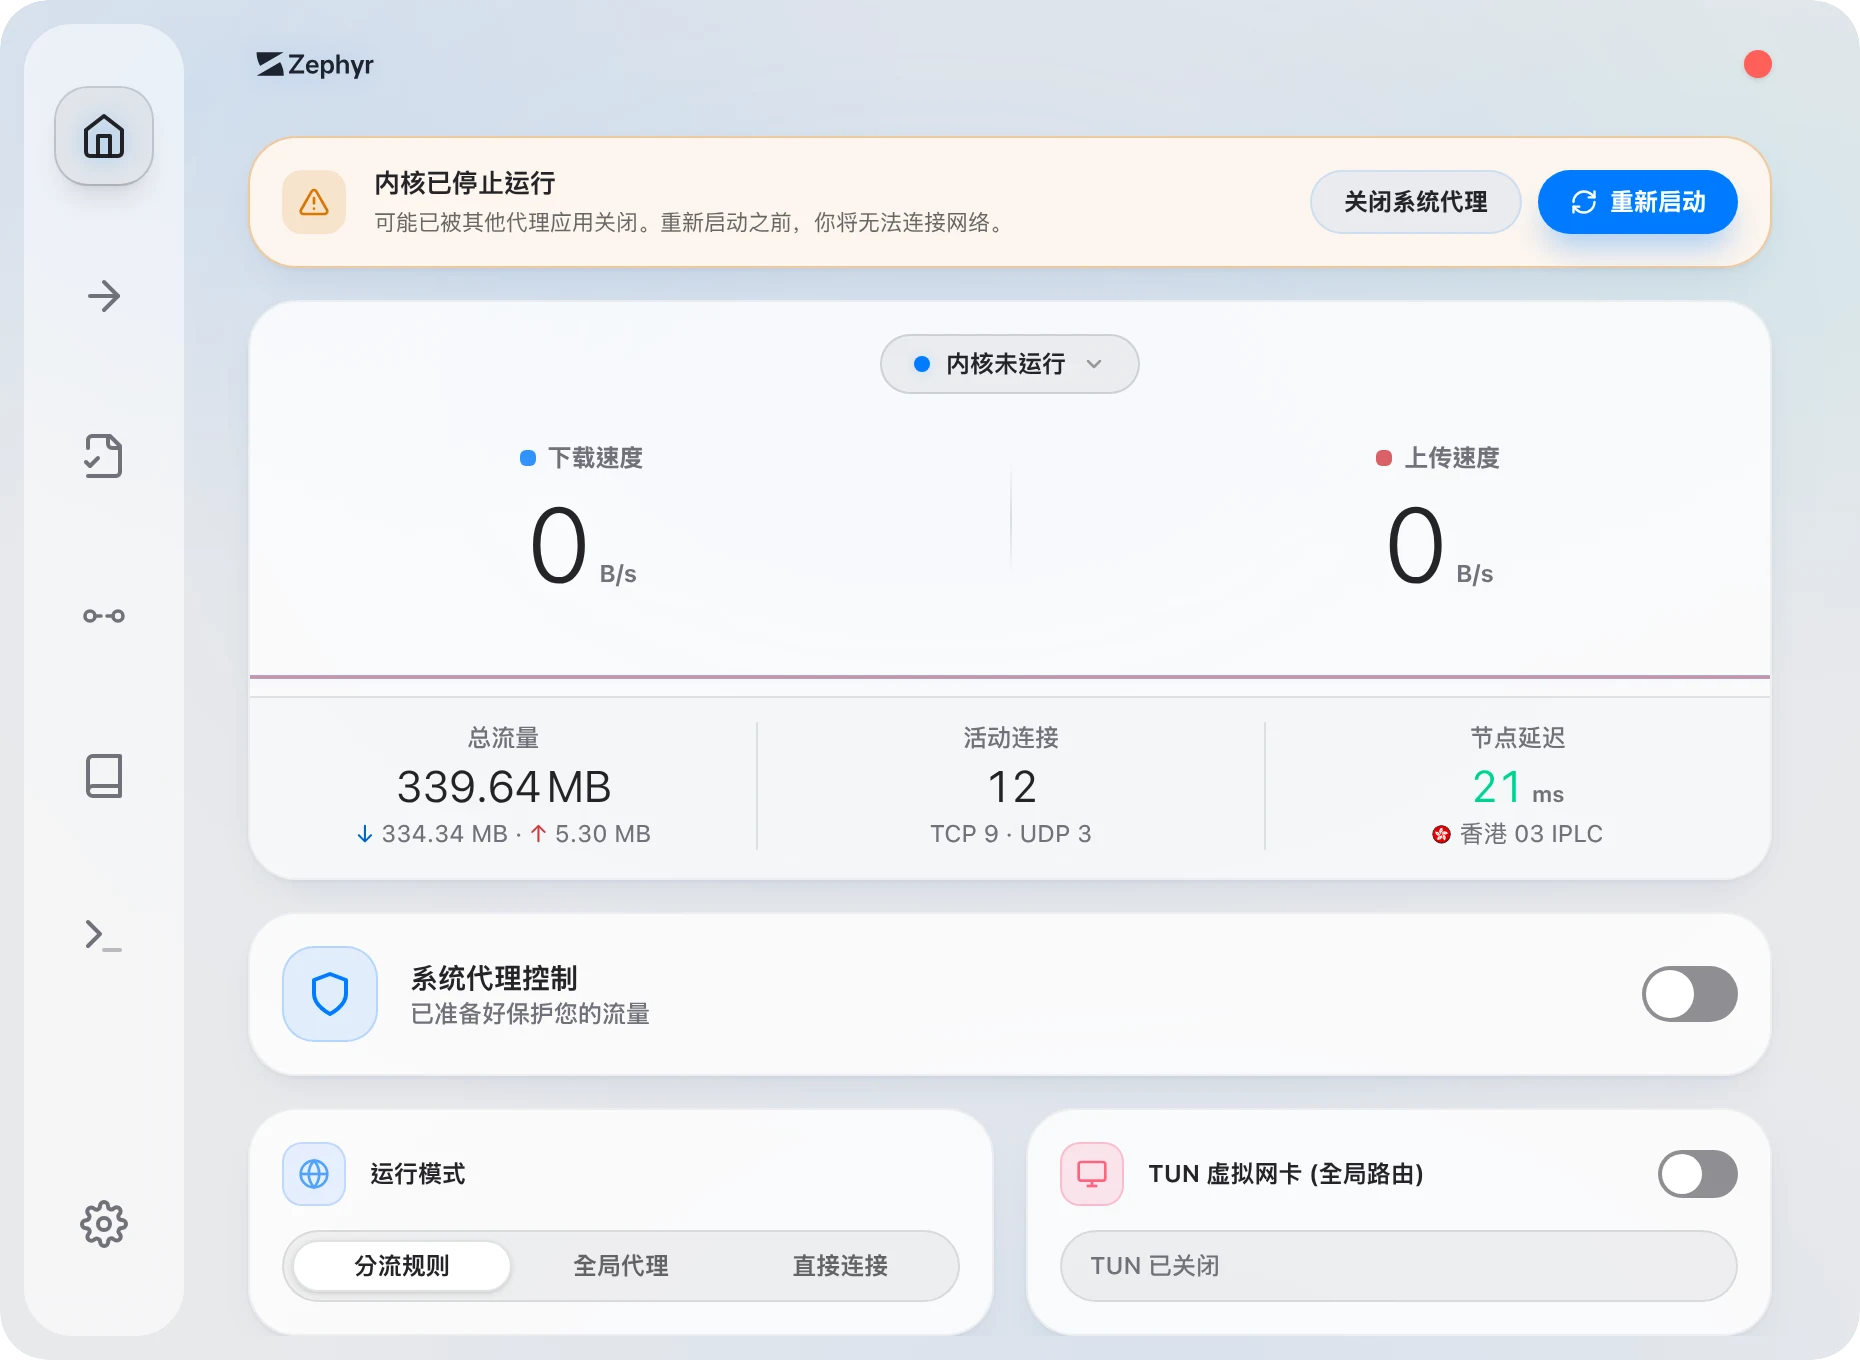 Zephyr
内核已停止运行
可能已被其他代理应用关闭。重新启动之前，你将无法连接网络。
关闭系统代理
重新启动
内核未运行
下载速度
0 B/s
上传速度
0 B/s
总流量
339.64 MB
↓ 334.34 MB · ↑ 5.30 MB
活动连接
12
TCP 9 · UDP 3
节点延迟
21 ms
香港 03 IPLC
系统代理控制
已准备好保护您的流量
运行模式
分流规则
全局代理
直接连接
TUN 虚拟网卡 (全局路由)
TUN 已关闭